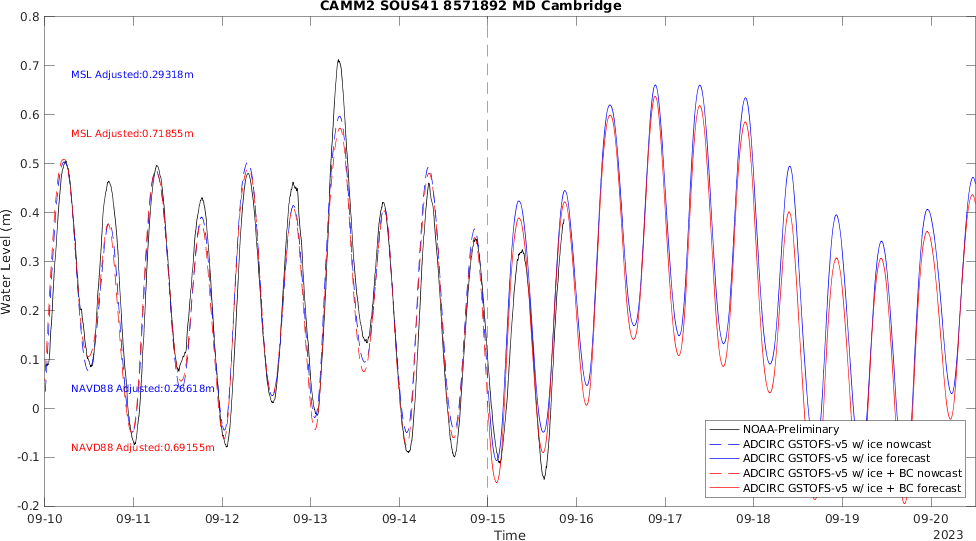 CAMM2 SOUS41 8571892 MD Cambridge
0.8
0.7
0.6
0.5
0.4
0.3
0.2
0.1
0
-0.1
-0.2
Water Level (m)
MSL Adjusted:0.29318m
MSL Adjusted:0.71855m
NAVD88 Adjusted:0.26618m
NAVD88 Adjusted:0.69155m
NOAA-Preliminary
ADCIRC GSTOFS-v5 w/ ice nowcast
ADCIRC GSTOFS-v5 w/ ice forecast
ADCIRC GSTOFS-v5 w/ ice + BC nowcast
ADCIRC GSTOFS-v5 w/ ice + BC forecast
09-10 09-11 09-12 09-13 09-14 09-15 09-16 09-17 09-18 09-19 09-20
Time
2023